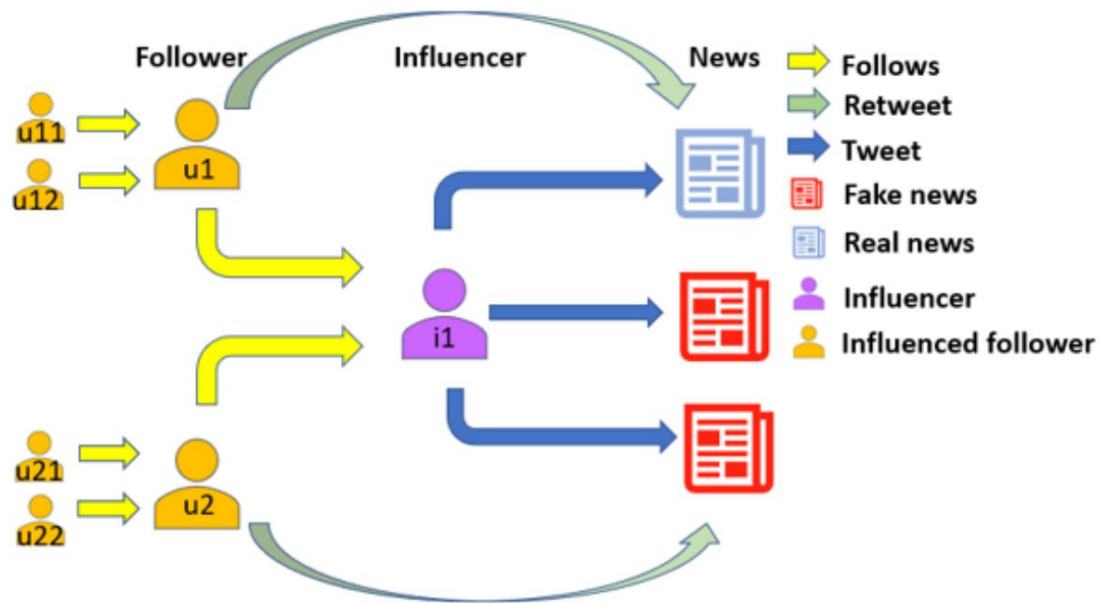 Follower
Influencer
News
Follows
Retweet
Tweet
Fake news
Real news
Influencer
Influenced follower
u11
u12
u1
i1
u21
u22
u2